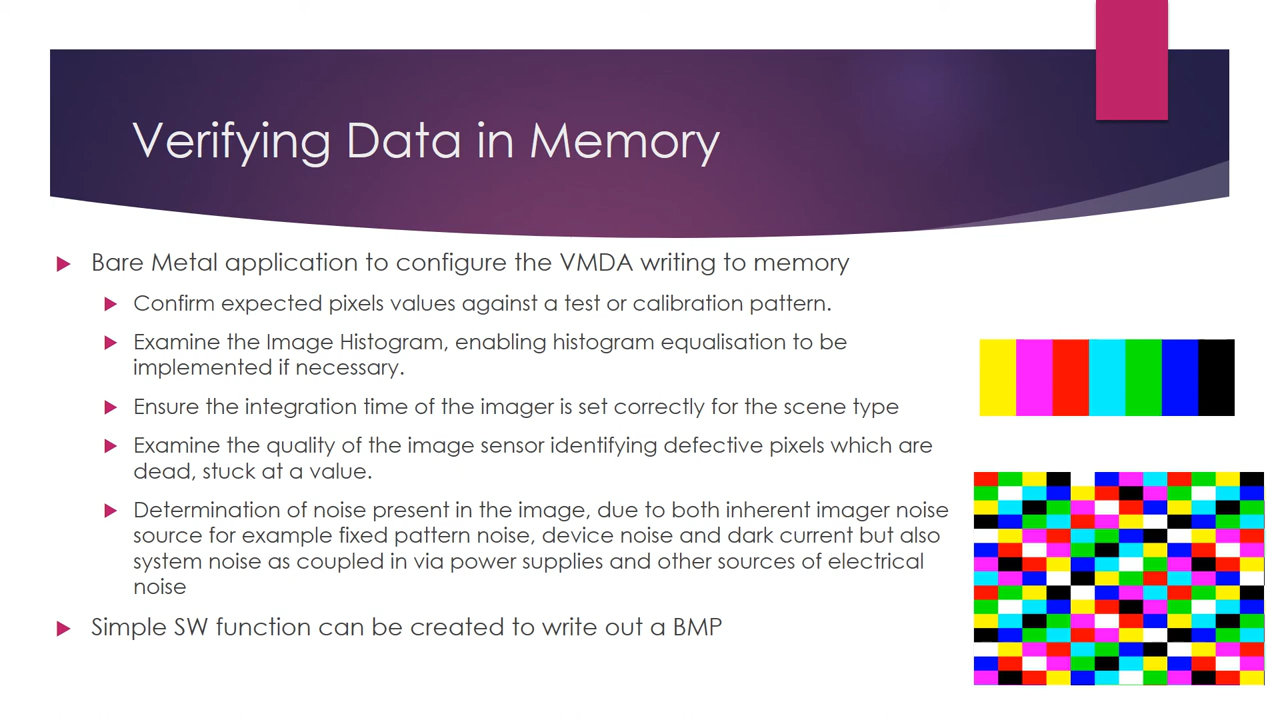 Verifying Data in Memory
Bare Metal application to configure the VMDA writing to memory
Confirm expected pixels values against a test or calibration pattern.
Examine the Image Histogram, enabling histogram equalisation to be
implemented if necessary.
Ensure the integration time of the imager is set correctly for the scene type
Examine the quality of the image sensor identifying defective pixels which are
dead, stuck at a value.
Determination of noise present in the image, due to both inherent imager noise
source for example fixed pattern noise, device noise and dark current but also
system noise as coupled in via power supplies and other sources of electrical
noise
Simple SW function can be created to write out a BMP